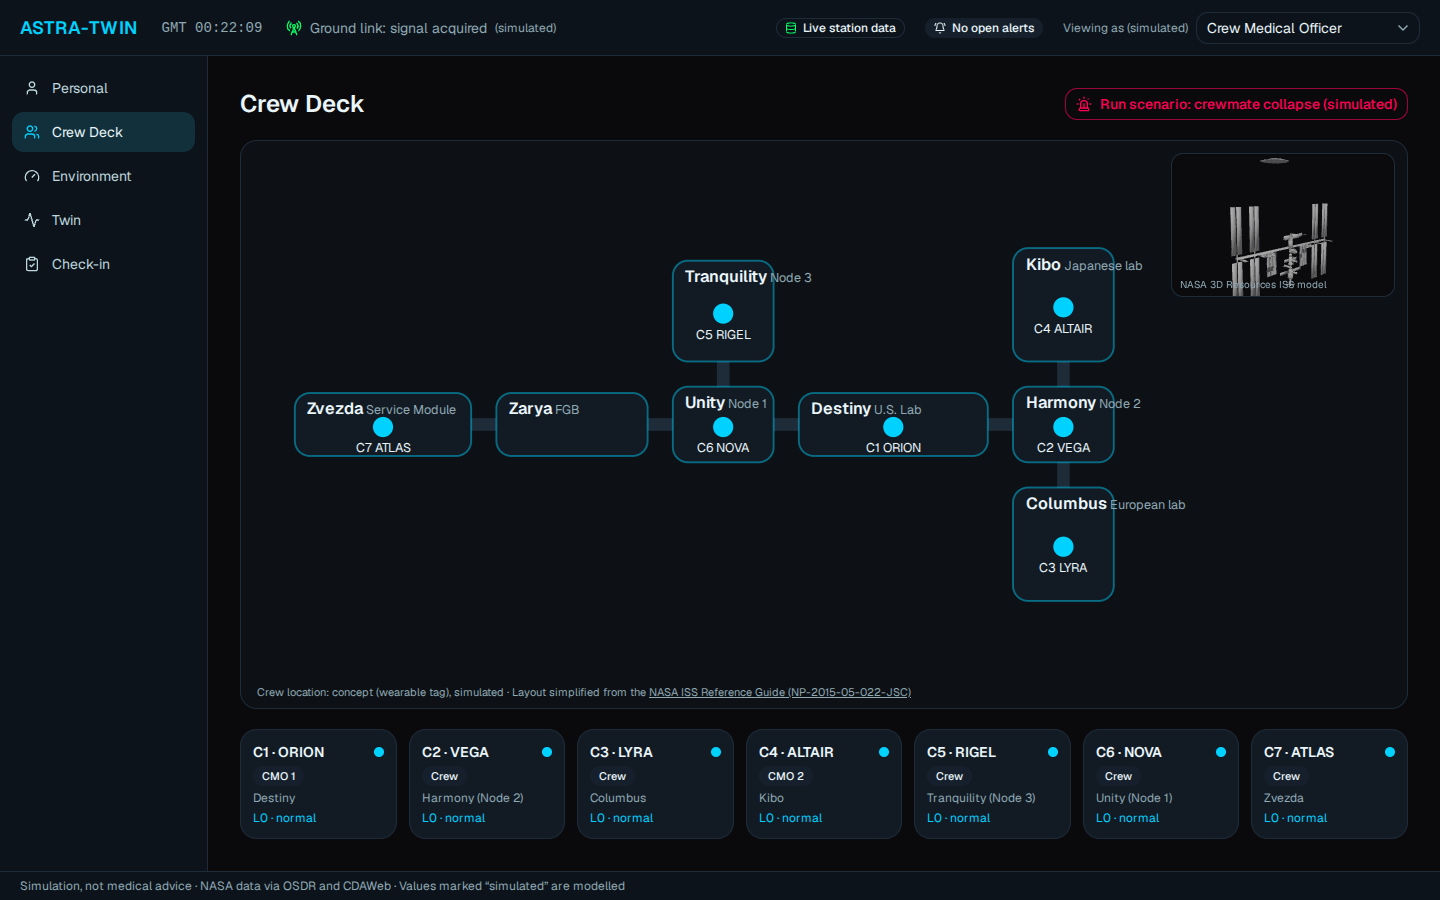 ASTRA-TWIN GMT 00:22:09 Ground link: signal acquired (simulated) Live station data No open alerts Viewing as (simulated) Crew Medical Officer
Personal
Crew Deck
Environment
Twin
Check-in
Crew Deck
Run scenario: crewmate collapse (simulated)
NASA 3D Resources ISS model
Tranquility Node 3
C5 RIGEL
Kibo Japanese lab
C4 ALTAIR
Zvezda Service Module
C7 ATLAS
Zarya FGB
Unity Node 1
C6 NOVA
Destiny U.S. Lab
C1 ORION
Harmony Node 2
C2 VEGA
Columbus European lab
C3 LYRA
Crew location: concept (wearable tag), simulated · Layout simplified from the NASA ISS Reference Guide (NP-2015-05-022-JSC)
C1 · ORION
CMO 1
Destiny
L0 · normal
C2 · VEGA
Crew
Harmony (Node 2)
L0 · normal
C3 · LYRA
Crew
Columbus
L0 · normal
C4 · ALTAIR
CMO 2
Kibo
L0 · normal
C5 · RIGEL
Crew
Tranquility (Node 3)
L0 · normal
C6 · NOVA
Crew
Unity (Node 1)
L0 · normal
C7 · ATLAS
Crew
Zvezda
L0 · normal
Simulation, not medical advice · NASA data via OSDR and CDAWeb · Values marked “simulated” are modelled